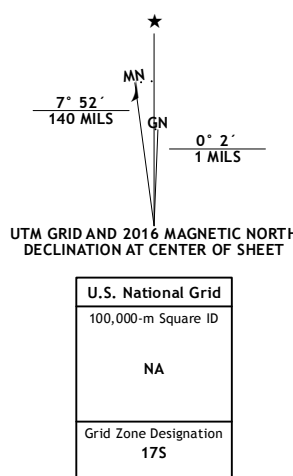 ★
MN
7° 52´
140 MILS
GN
0° 2´
1 MILS
UTM GRID AND 2016 MAGNETIC NORTH
DECLINATION AT CENTER OF SHEET
U.S. National Grid
100,000-m Square ID
NA
Grid Zone Designation
17S